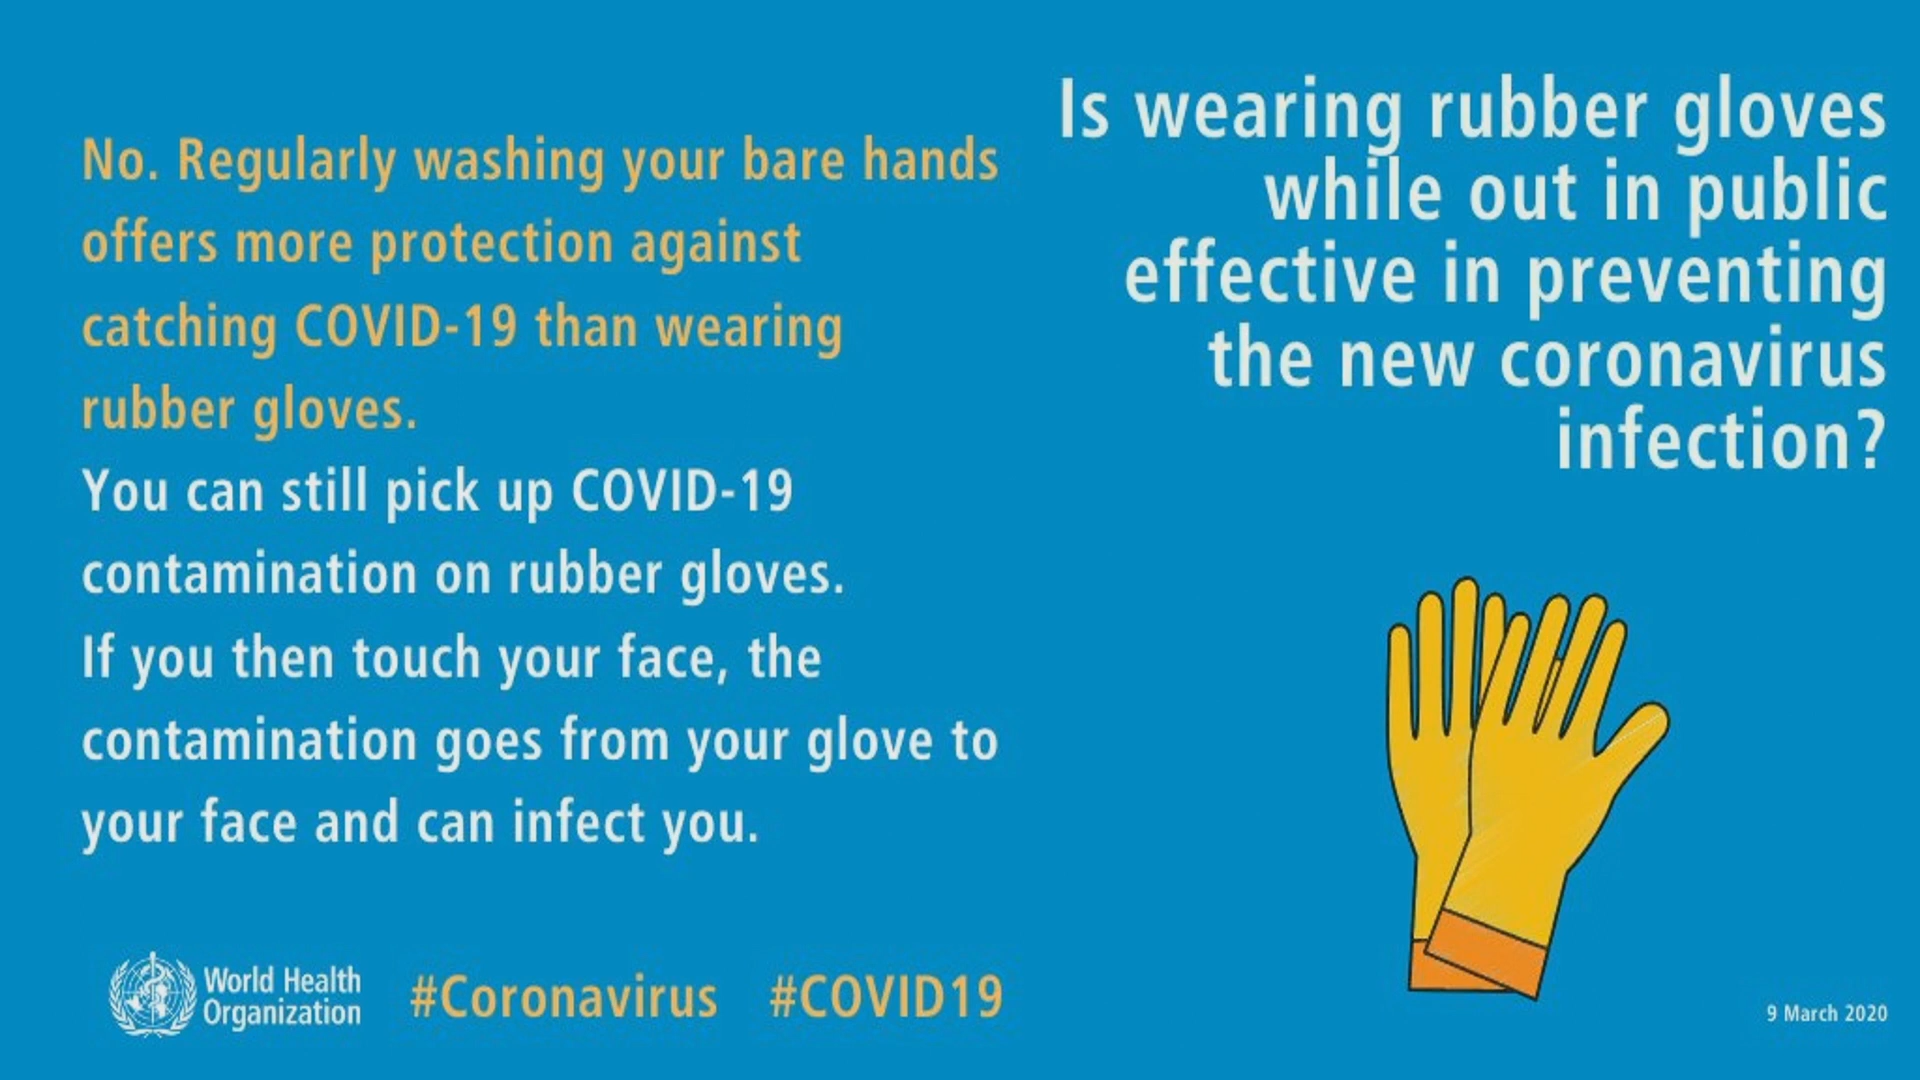 Is wearing rubber gloves
while out in public
effective in preventing
the new coronavirus
infection?
No. Regularly washing your bare hands
offers more protection against
catching COVID-19 than wearing
rubber gloves.
You can still pick up COVID-19
contamination on rubber gloves.
If you then touch your face, the
contamination goes from your glove to
your face and can infect you.
World Health
Organization
#Coronavirus
#COVID19
9 March 2020